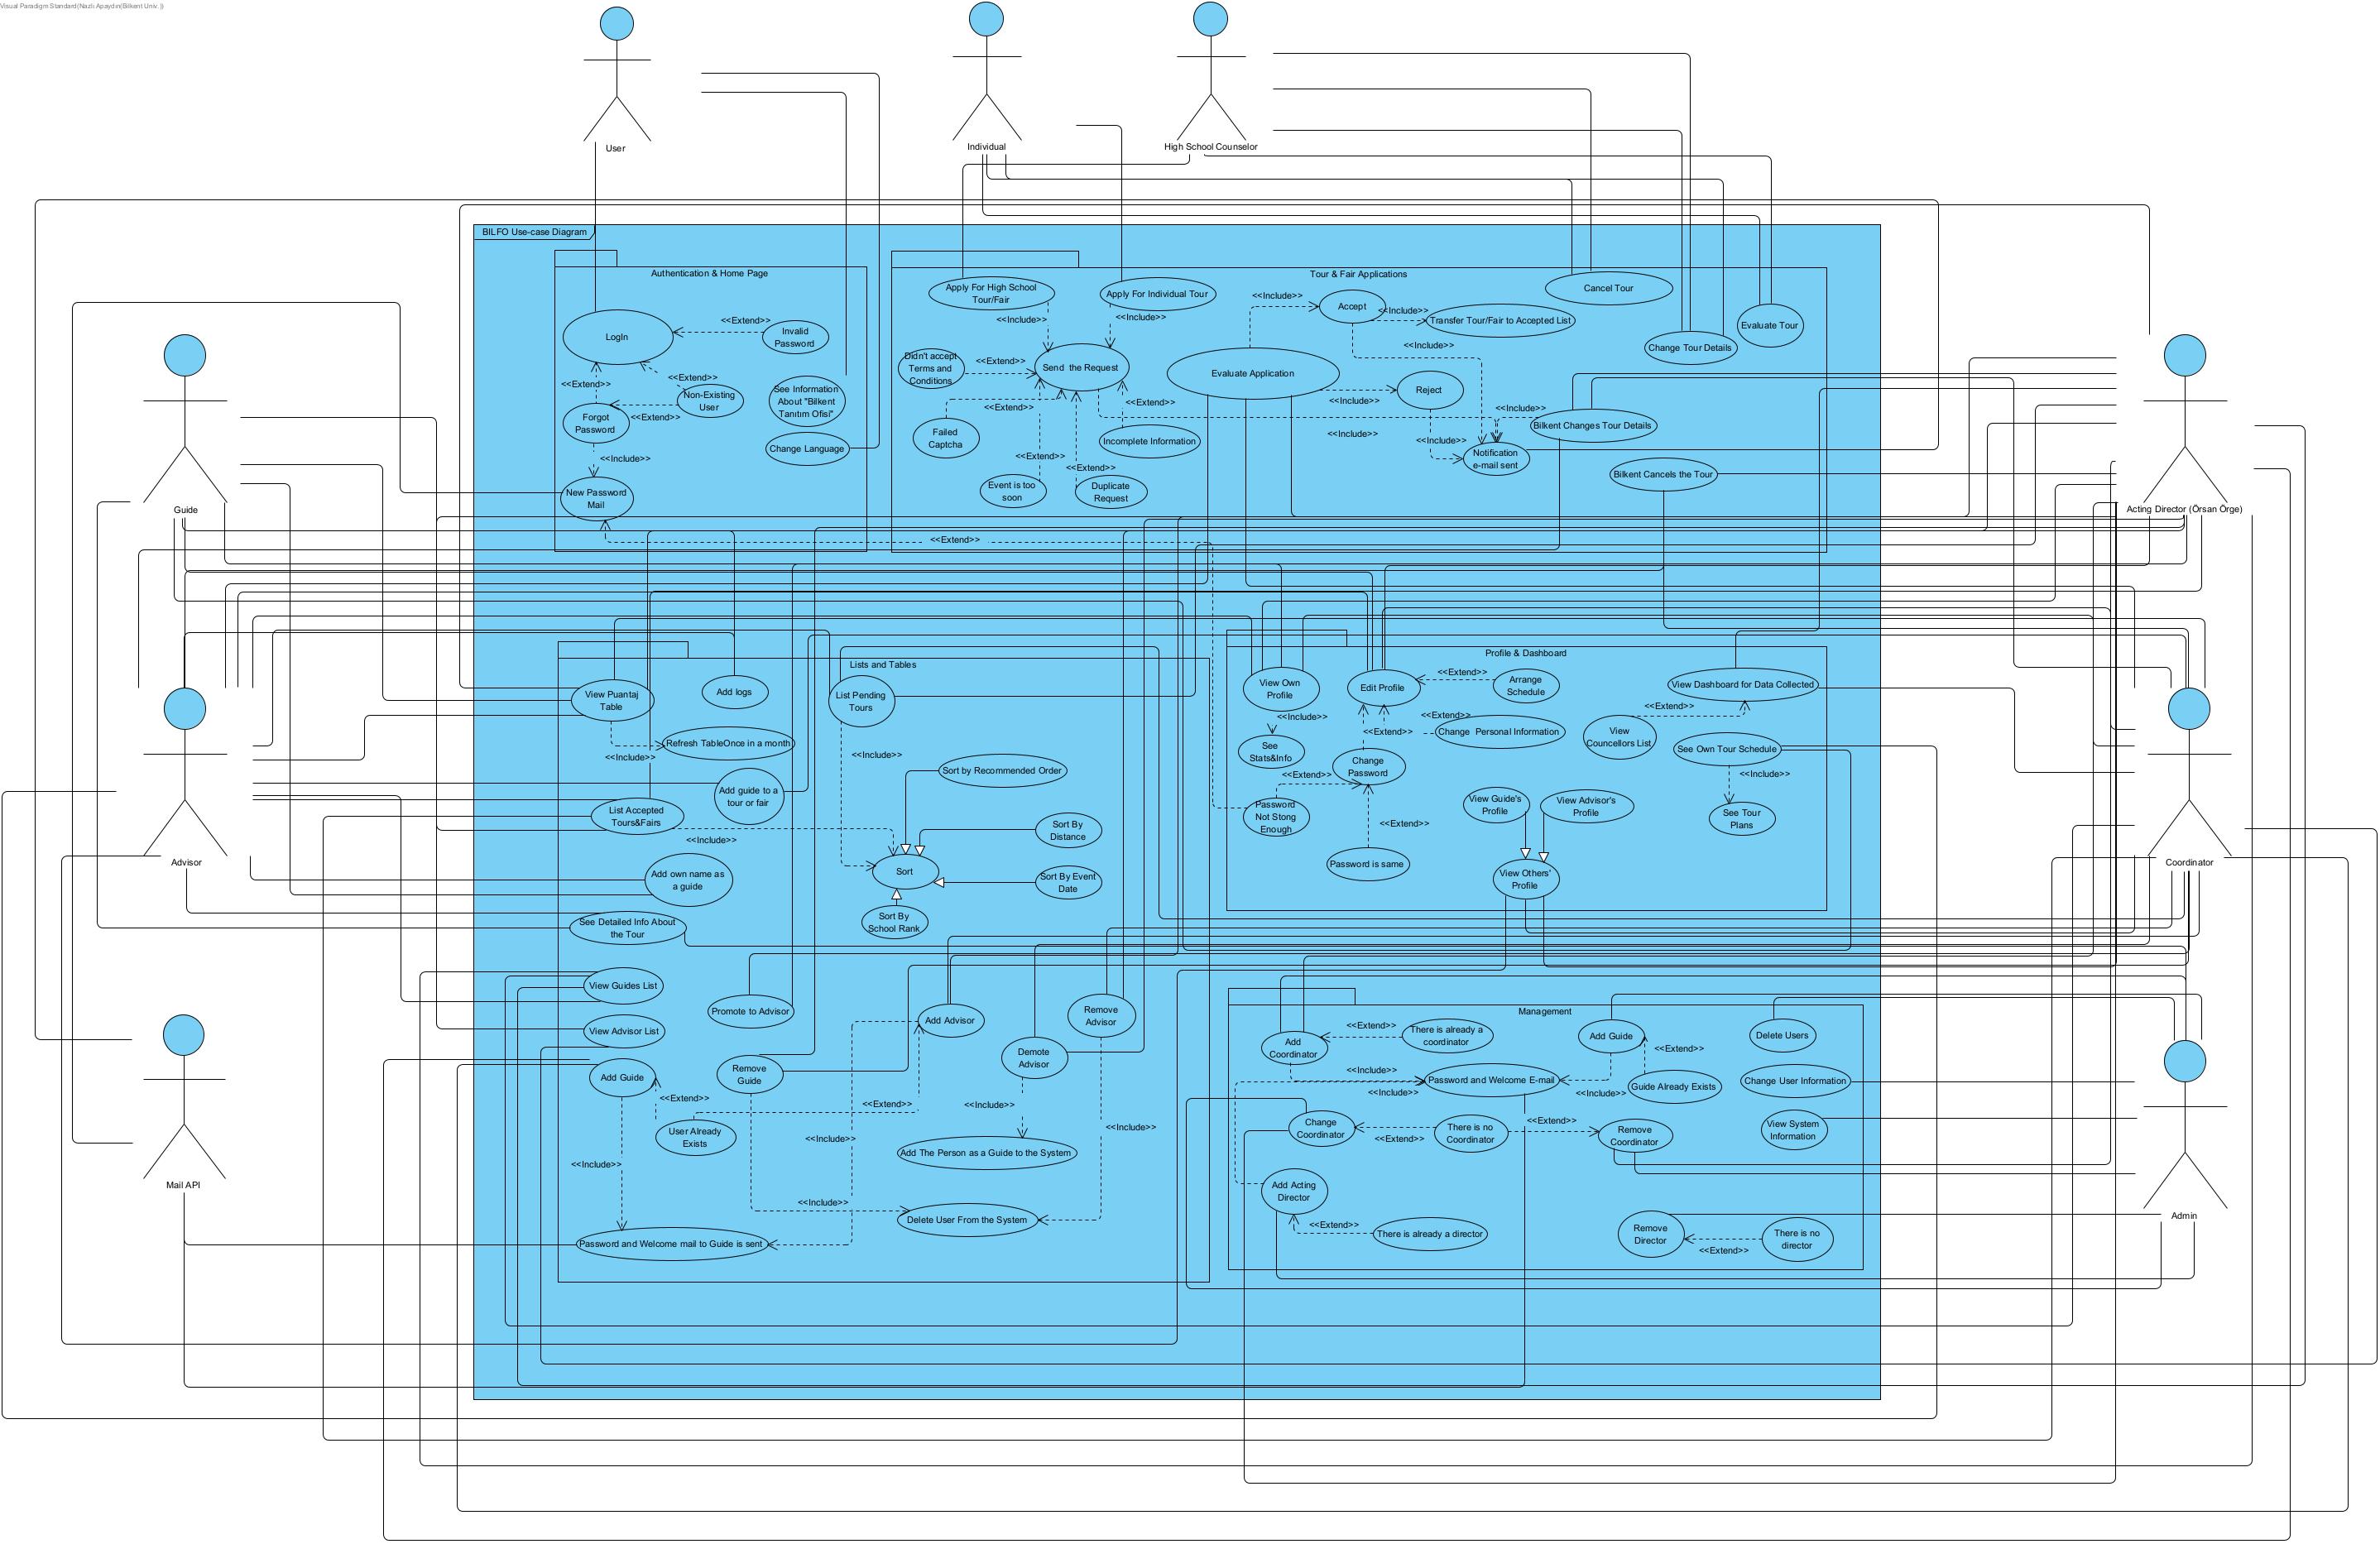 Visual Paradigm Standard(Nazlı Apaydın(Bilkent Univ.))
User
Individual
High School Counselor
BILFO Use-case Diagram
Authentication & Home Page
LogIn
<<Extend>>
Invalid
Password
<<Extend>>
<<Extend>>
Non-Existing
User
<<Extend>>
Forgot
Password
See Information
About "Bilkent
Tanıtım Ofisi"
Change Language
<<Include>>
New Password
Mail
<<Extend>>
Tour & Fair Applications
Apply For High School
Tour/Fair
Apply For Individual Tour
<<Include>>
<<Include>>
Didn't accept
Terms and
Conditions
<<Extend>>
Send  the Request
<<Extend>>
<<Extend>>
Failed
Captcha
Incomplete Information
<<Extend>>
<<Extend>>
Event is too
soon
Duplicate
Request
<<Include>>
Accept
<<Include>>
Transfer Tour/Fair to Accepted List
<<Include>>
Evaluate Application
<<Include>>
Reject
<<Include>>
<<Include>>
<<Include>>
Notification
e-mail sent
Cancel Tour
Change Tour Details
Evaluate Tour
Bilkent Changes Tour Details
Bilkent Cancels the Tour
Guide
Advisor
Mail API
Acting Director (Örsan Örge)
Coordinator
Admin
Lists and Tables
View Puantaj
Table
Add logs
List Pending
Tours
Refresh TableOnce in a month
<<Include>>
<<Include>>
Add guide to a
tour or fair
List Accepted
Tours&Fairs
<<Include>>
Sort by Recommended Order
Sort By
Distance
Sort
Sort By Event
Date
Sort By
School Rank
Add own name as
a guide
See Detailed Info About
the Tour
View Guides List
Promote to Advisor
Add Advisor
Remove
Advisor
View Advisor List
Demote
Advisor
Add Guide
Remove
Guide
<<Extend>>
<<Extend>>
<<Include>>
User Already
Exists
<<Include>>
<<Include>>
Add The Person as a Guide to the System
<<Include>>
<<Include>>
Delete User From the System
Password and Welcome mail to Guide is sent
Profile & Dashboard
View Own
Profile
Edit Profile
<<Extend>>
Arrange
Schedule
View Dashboard for Data Collected
<<Include>>
<<Extend>>
<<Extend>>
<<Extend>>
Change  Personal Information
View
Councellors List
See
Stats&Info
See Own Tour Schedule
Change
Password
<<Extend>>
<<Include>>
Password
Not Stong
Enough
View Guide's
Profile
View Advisor's
Profile
See Tour
Plans
<<Extend>>
Password is same
View Others'
Profile
Management
Add
Coordinator
<<Extend>>
There is already a
coordinator
Add Guide
Delete Users
<<Extend>>
<<Include>>
<<Include>>
Password and Welcome E-mail
<<Include>>
Guide Already Exists
Change User Information
Change
Coordinator
<<Extend>>
There is no
Coordinator
<<Extend>>
Remove
Coordinator
View System
Information
Add Acting
Director
<<Extend>>
There is already a director
Remove
Director
<<Extend>>
There is no
director